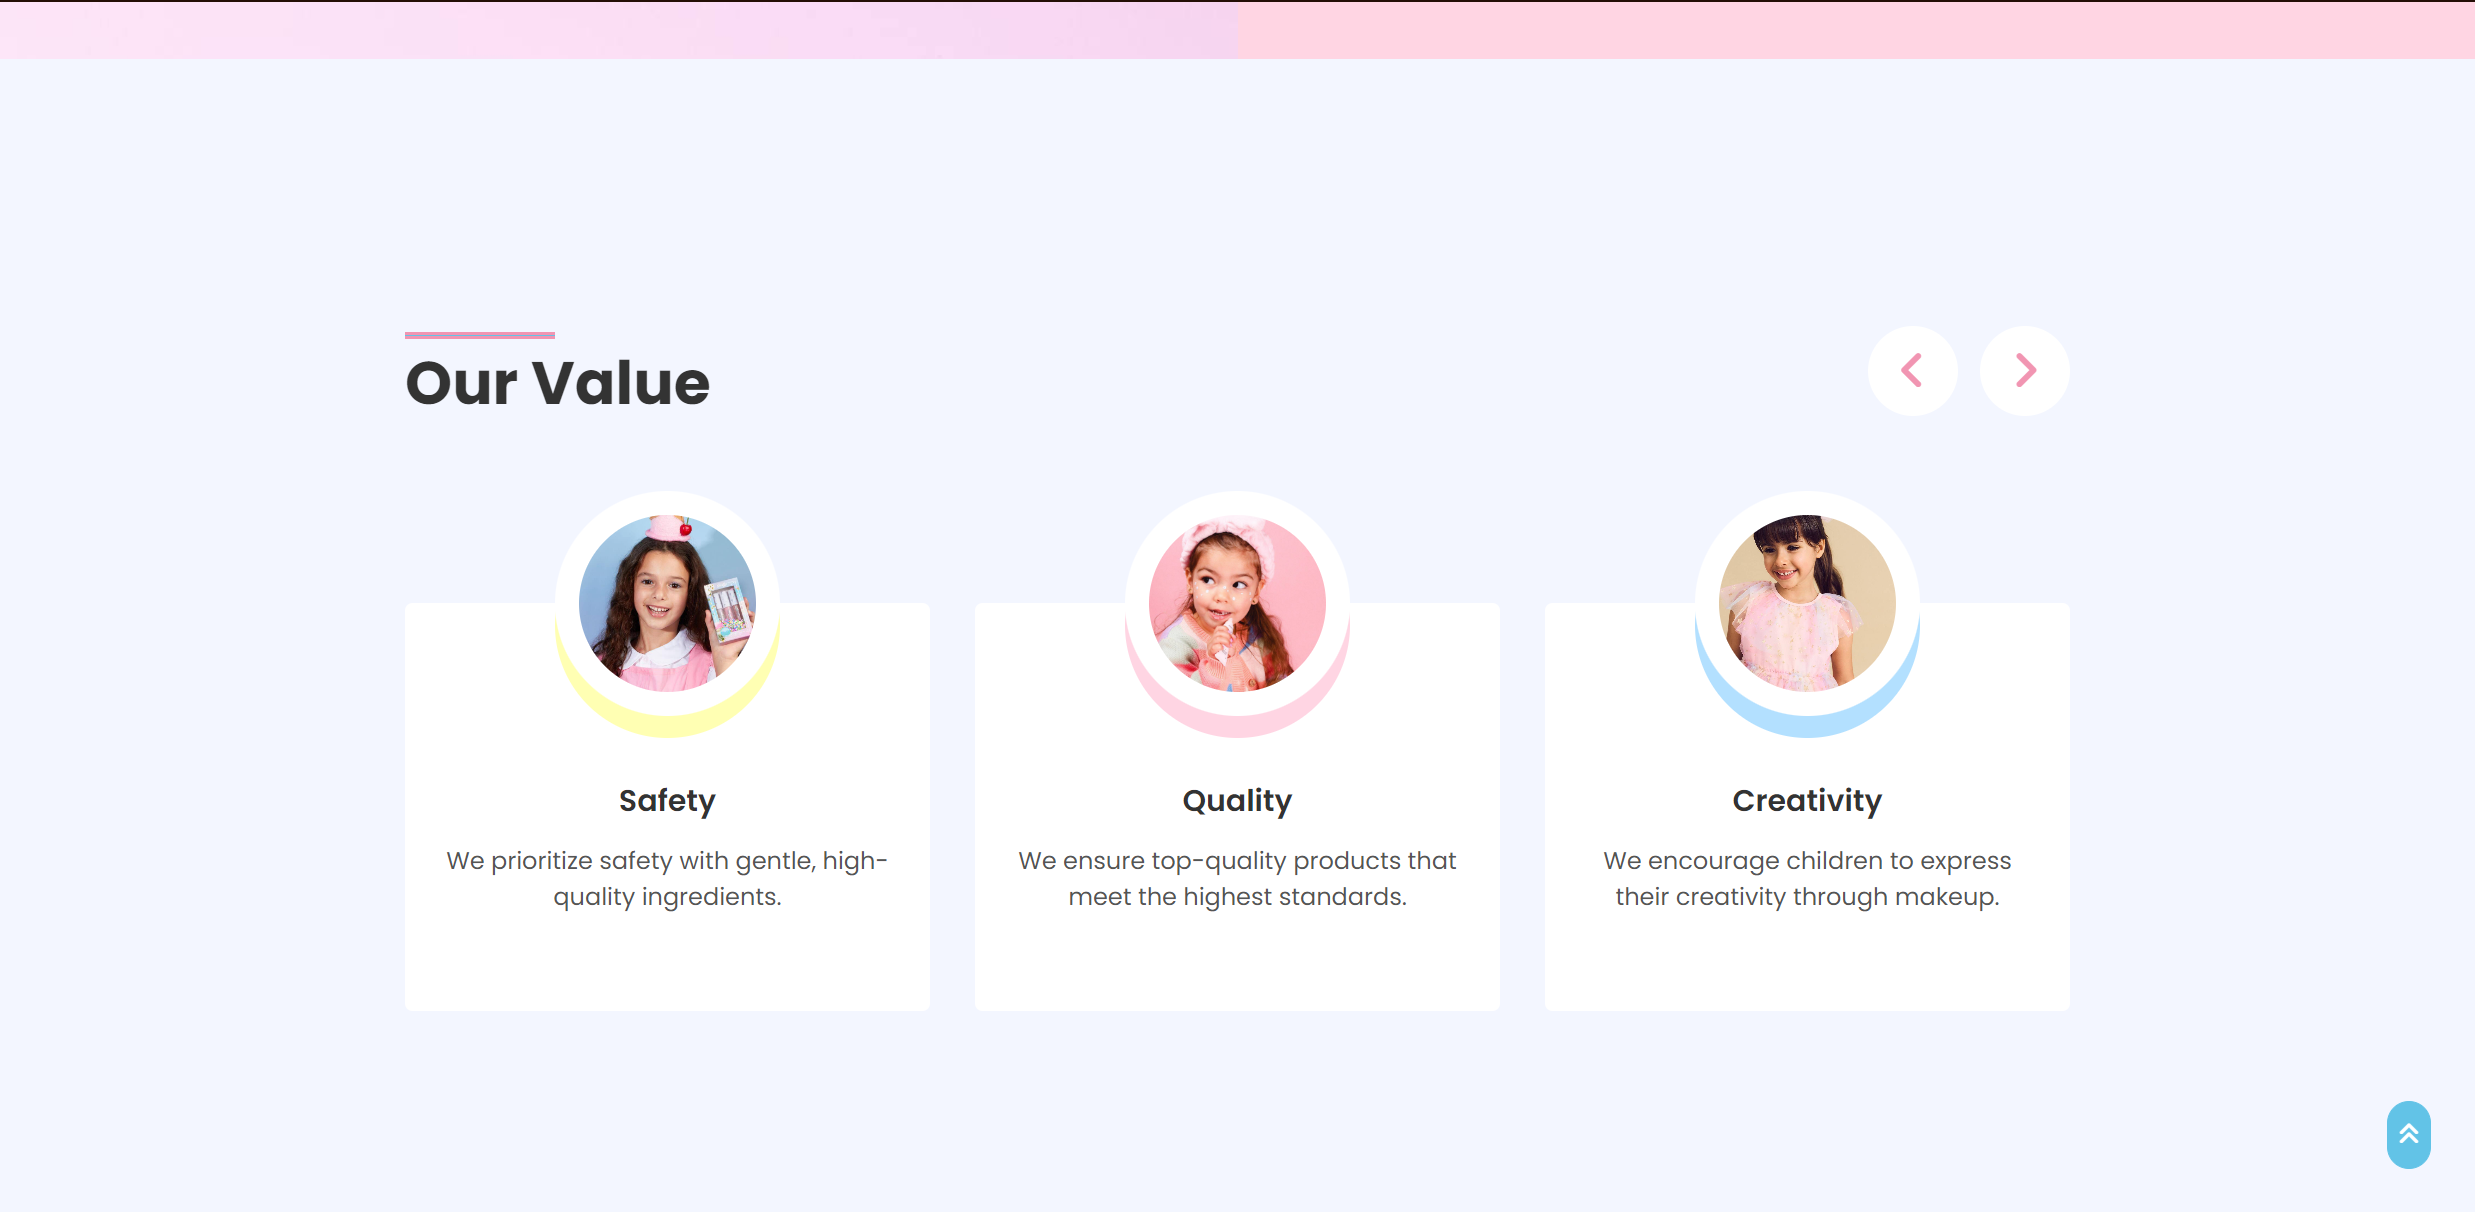 Our Value
Safety
We prioritize safety with gentle, high-
quality ingredients.
Quality
We ensure top-quality products that
meet the highest standards.
Creativity
We encourage children to express
their creativity through makeup.